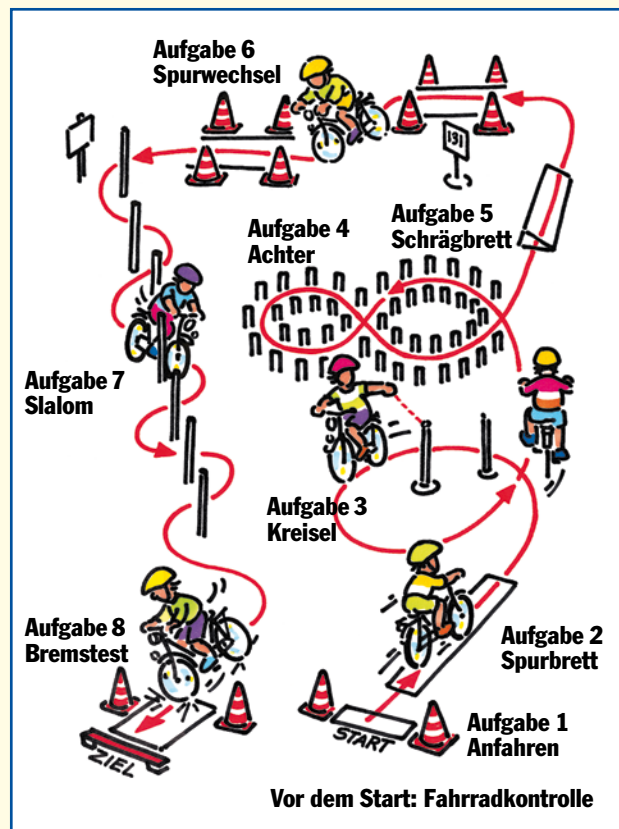 Aufgabe 6
Spurwechsel
131
Aufgabe 4
Achter
Aufgabe 5
Schrägbrett
Aufgabe 7
Slalom
Aufgabe 3
Kreisel
Aufgabe 8
Bremstest
Aufgabe 2
Spurbrett
Aufgabe 1
Anfahren
START
ZIEL
Vor dem Start: Fahrradkontrolle